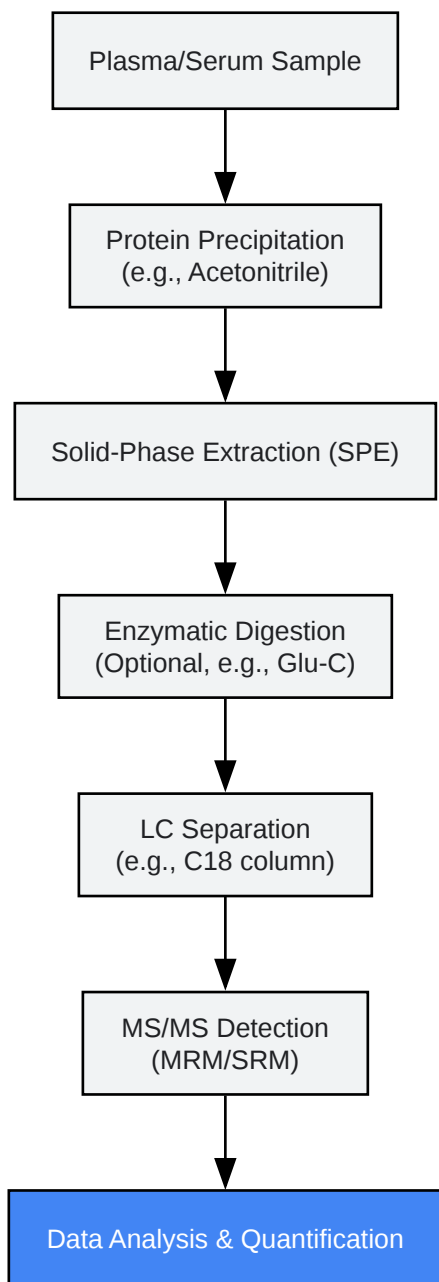 Plasma/Serum Sample
Protein Precipitation
(e.g., Acetonitrile)
Solid-Phase Extraction (SPE)
Enzymatic Digestion
(Optional, e.g., Glu-C)
LC Separation
(e.g., C18 column)
MS/MS Detection
(MRM/SRM)
Data Analysis & Quantification